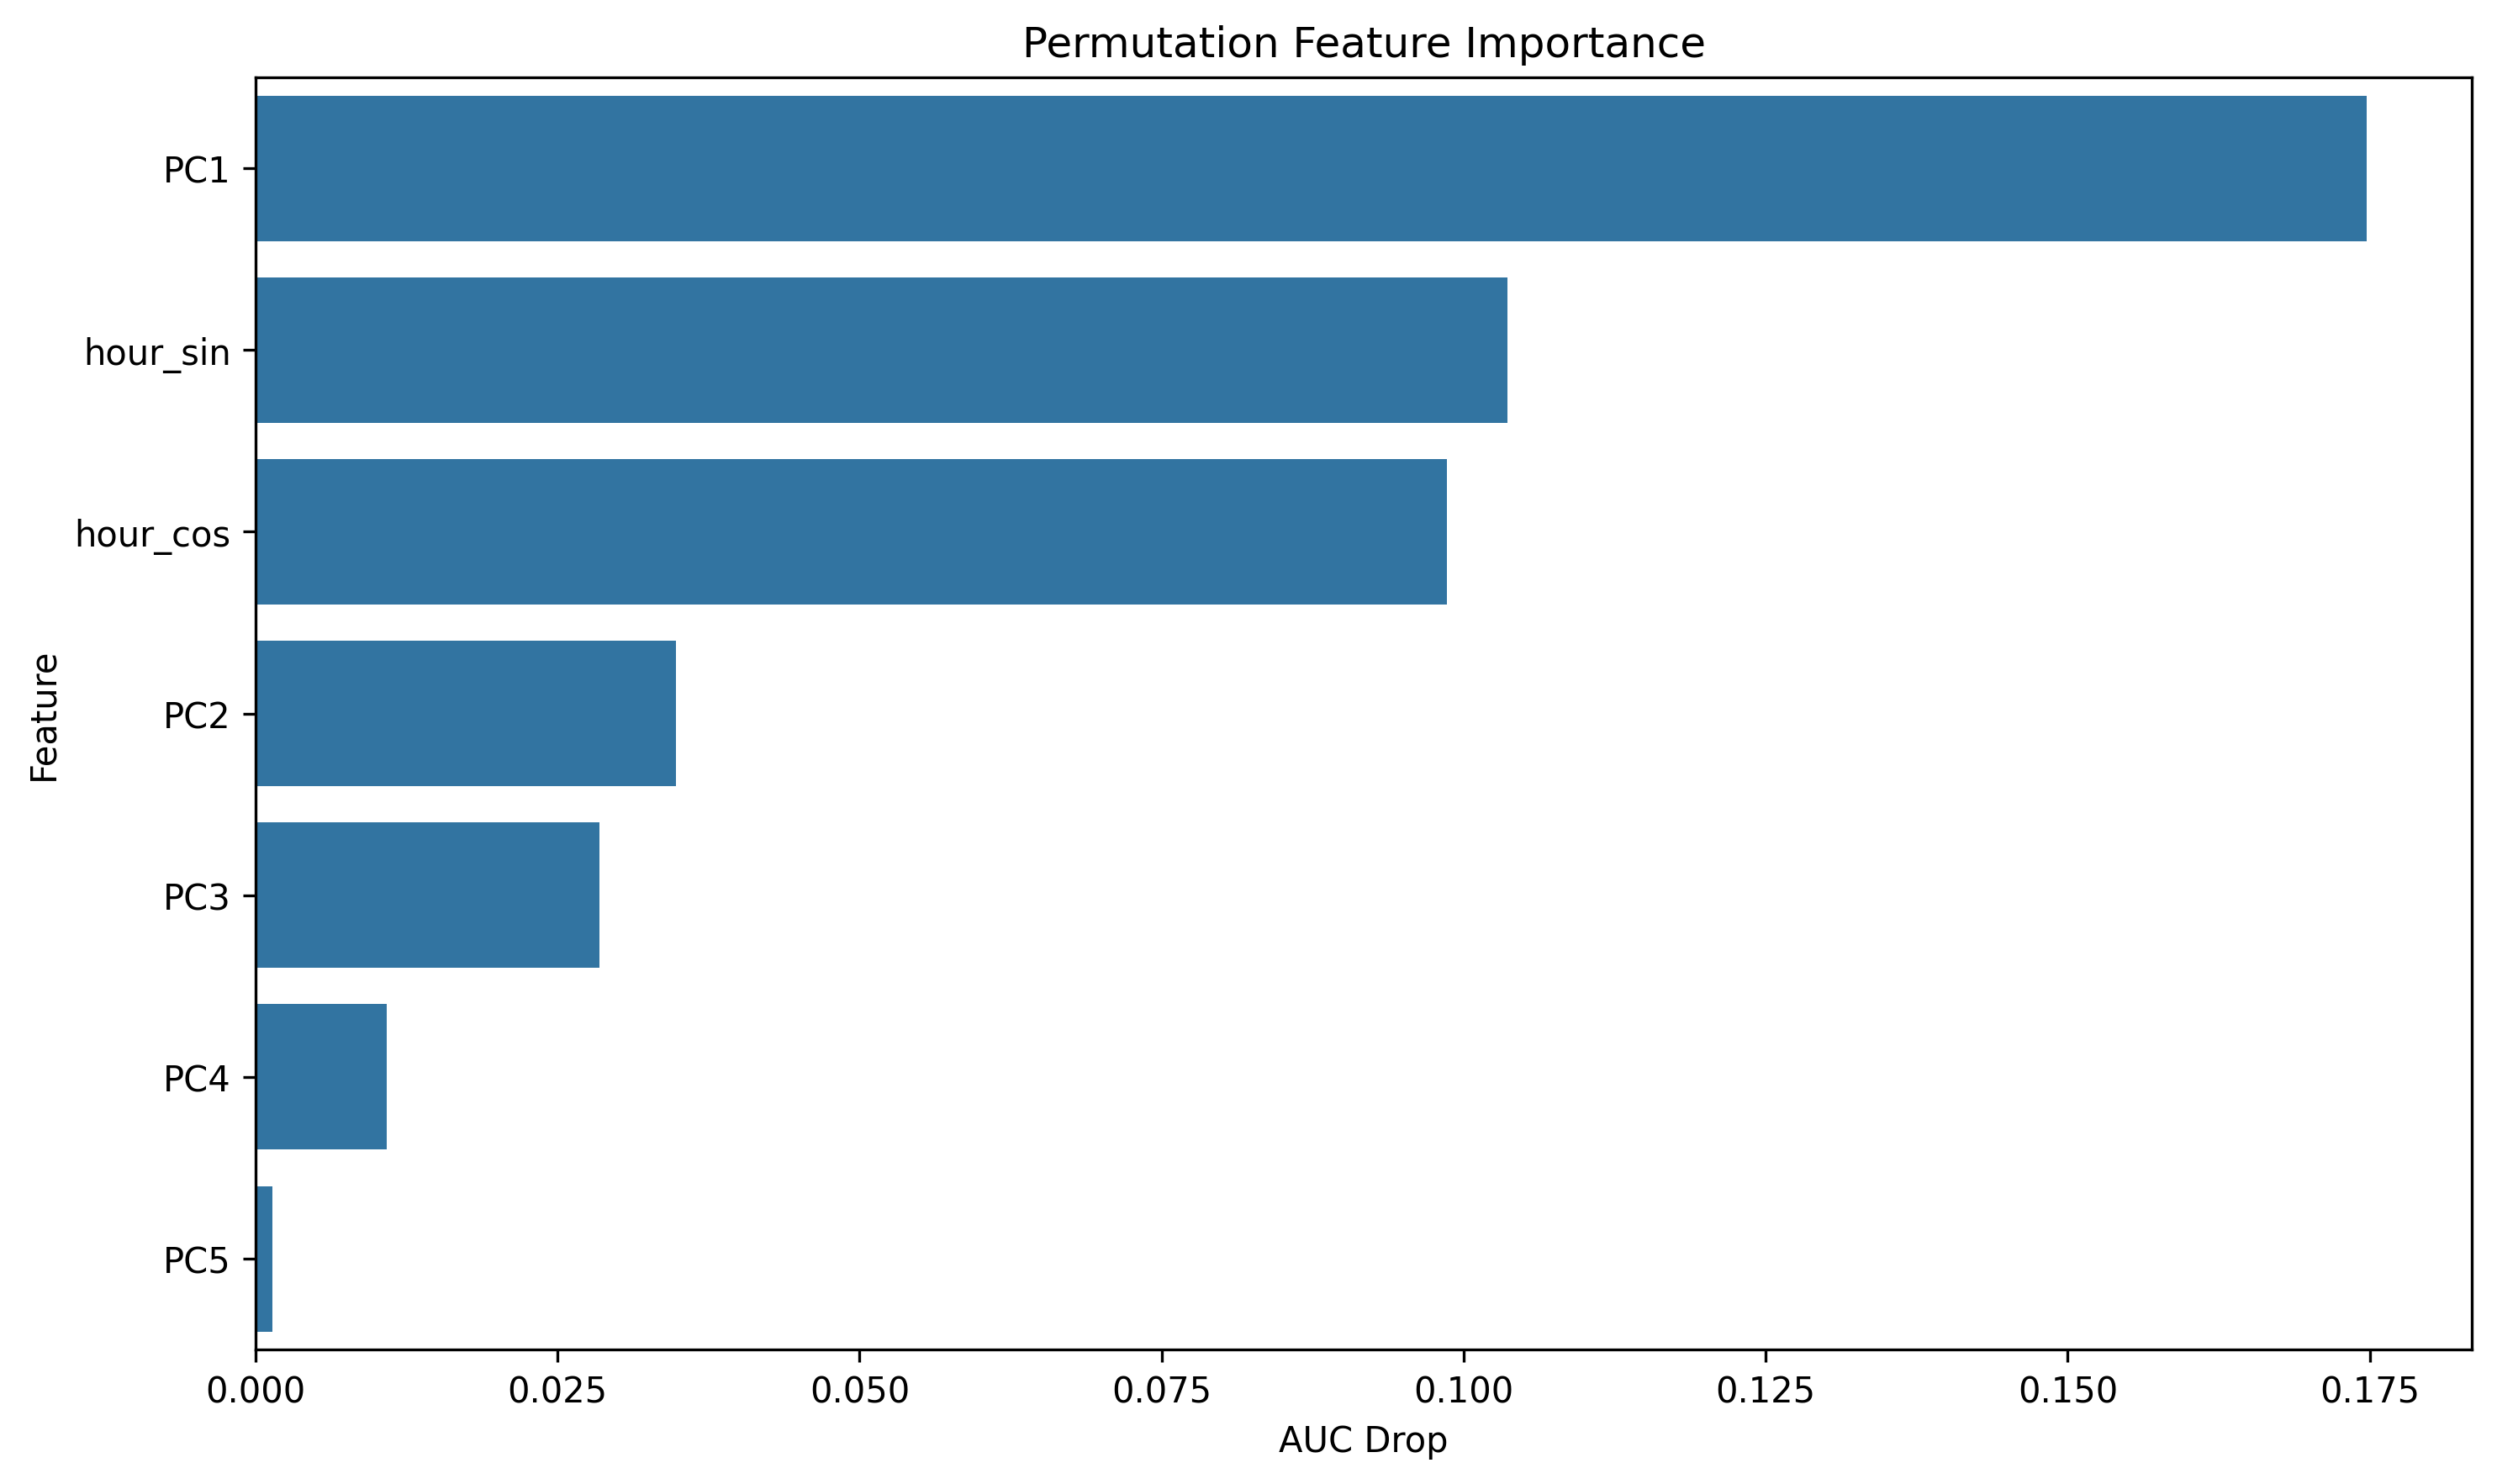 Permutation Feature Importance
PC1
hour_sin
hour_cos
PC2
PC3
PC4
PC5
Feature
0.000 0.025 0.050 0.075 0.100 0.125 0.150 0.175
AUC Drop